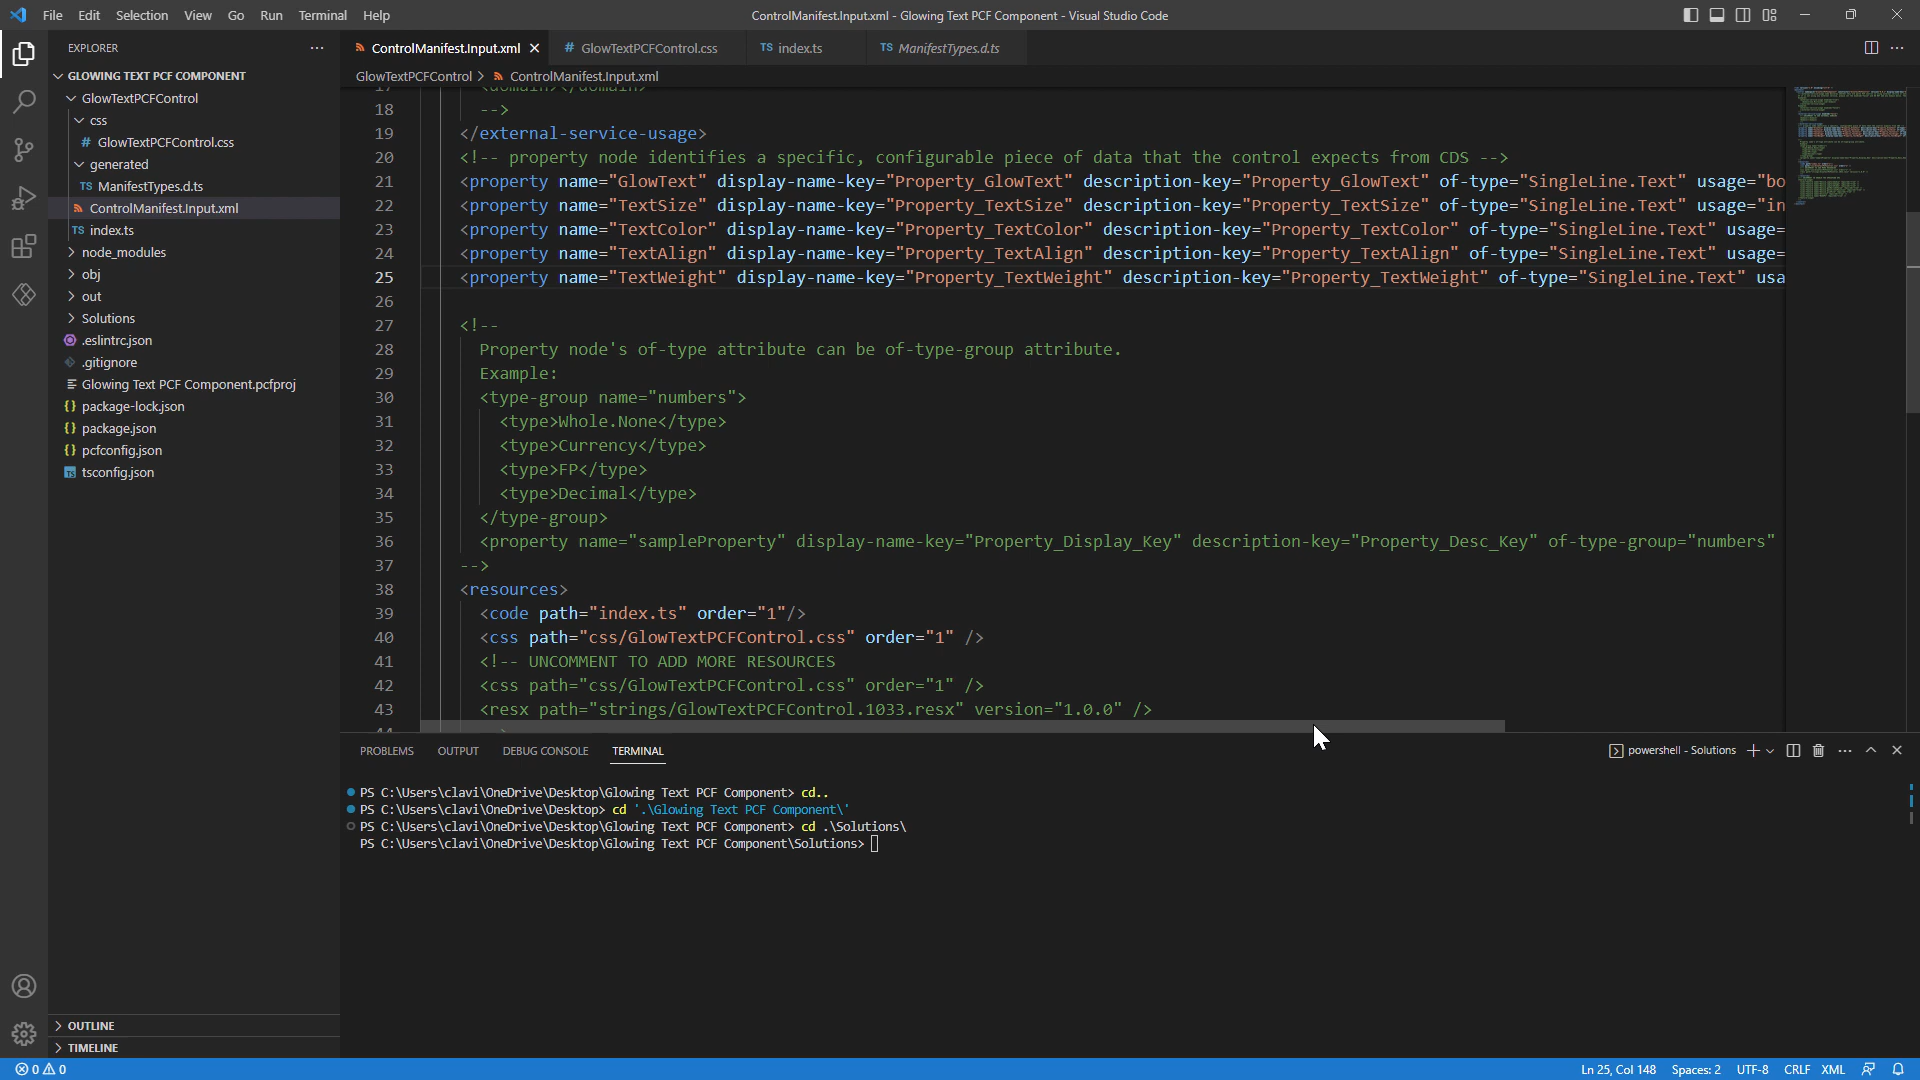 File Edit Selection View Go Run Terminal Help
ControlManifest.Input.xml - Glowing Text PCF Component - Visual Studio Code
EXPLORER
GLOWING TEXT PCF COMPONENT
GlowTextPCFControl
css
# GlowTextPCFControl.css
generated
TS ManifestTypes.d.ts
ControlManifest.Input.xml
TS index.ts
node_modules
obj
out
Solutions
.eslintrc.json
.gitignore
Glowing Text PCF Component.pcfproj
{} package-lock.json
{} package.json
{} pcfconfig.json
TS tsconfig.json
OUTLINE
TIMELINE
ControlManifest.Input.xml
# GlowTextPCFControl.css
TS index.ts
TS ManifestTypes.d.ts
GlowTextPCFControl > ControlManifest.Input.xml
17 <domain></domain>
18 -->
19 </external-service-usage>
20 <!-- property node identifies a specific, configurable piece of data that the control expects from CDS -->
21 <property name="GlowText" display-name-key="Property_GlowText" description-key="Property_GlowText" of-type="SingleLine.Text" usage="bo
22 <property name="TextSize" display-name-key="Property_TextSize" description-key="Property_TextSize" of-type="SingleLine.Text" usage="in
23 <property name="TextColor" display-name-key="Property_TextColor" description-key="Property_TextColor" of-type="SingleLine.Text" usage=
24 <property name="TextAlign" display-name-key="Property_TextAlign" description-key="Property_TextAlign" of-type="SingleLine.Text" usage=
25 <property name="TextWeight" display-name-key="Property_TextWeight" description-key="Property_TextWeight" of-type="SingleLine.Text" usa
26
27 <!--
28 Property node's of-type attribute can be of-type-group attribute.
29 Example:
30 <type-group name="numbers">
31 <type>Whole.None</type>
32 <type>Currency</type>
33 <type>FP</type>
34 <type>Decimal</type>
35 </type-group>
36 <property name="sampleProperty" display-name-key="Property_Display_Key" description-key="Property_Desc_Key" of-type-group="numbers"
37 -->
38 <resources>
39 <code path="index.ts" order="1"/>
40 <css path="css/GlowTextPCFControl.css" order="1" />
41 <!-- UNCOMMENT TO ADD MORE RESOURCES
42 <css path="css/GlowTextPCFControl.css" order="1" />
43 <resx path="strings/GlowTextPCFControl.1033.resx" version="1.0.0" />
PROBLEMS OUTPUT DEBUG CONSOLE TERMINAL
powershell - Solutions
PS C:\Users\clavi\OneDrive\Desktop\Glowing Text PCF Component> cd..
PS C:\Users\clavi\OneDrive\Desktop> cd '.\Glowing Text PCF Component\'
PS C:\Users\clavi\OneDrive\Desktop\Glowing Text PCF Component> cd .\Solutions\
PS C:\Users\clavi\OneDrive\Desktop\Glowing Text PCF Component\Solutions>
0 0
Ln 25, Col 148 Spaces: 2 UTF-8 CRLF XML